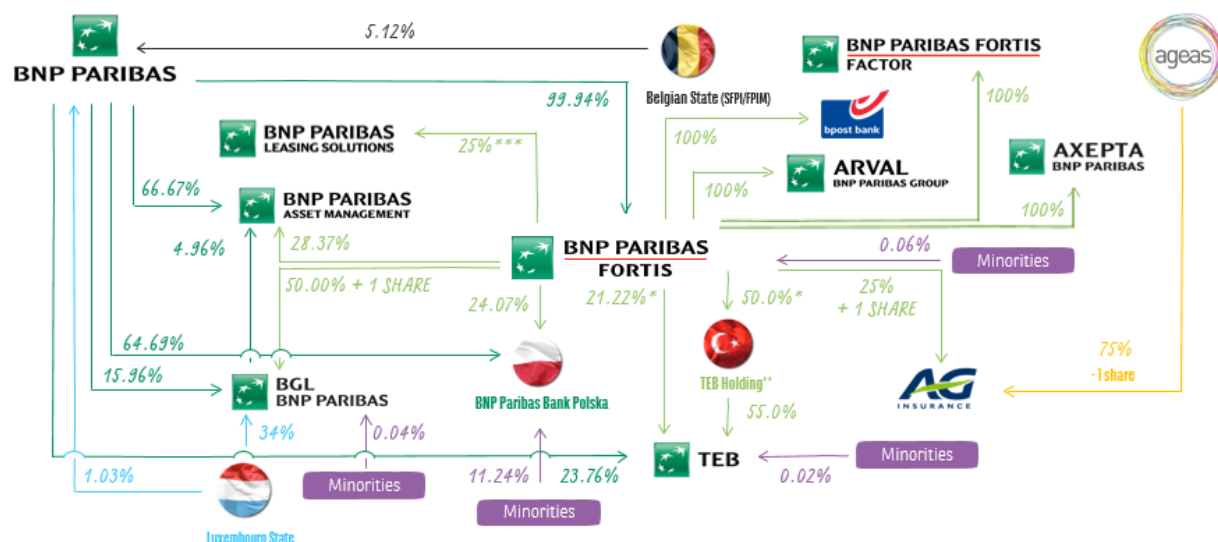 5.12%
BNP PARIBAS
BNP PARIBAS FORTIS
FACTOR
ageas
99.94%
Belgian State (SFPI/FPIM)
100%
bpost bank
BNP PARIBAS
LEASING SOLUTIONS
25%***
100%
ARVAL
BNP PARIBAS GROUP
AXEPTA
BNP PARIBAS
66.67%
BNP PARIBAS
ASSET MANAGEMENT
100%
100%
4.96%
28.37%
BNP PARIBAS
FORTIS
0.06%
Minorities
50.00% + 1 SHARE
24.07%
21.22%*
50.0%*
25%
+ 1 SHARE
64.69%
75%
- 1 share
15.96%
BGL
BNP PARIBAS
BNP Paribas Bank Polska
TEB Holding**
AG
INSURANCE
55.0%
34%
0.04%
TEB
Minorities
1.03%
Minorities
11.24%
23.76%
0.02%
Minorities
Luxembourg State